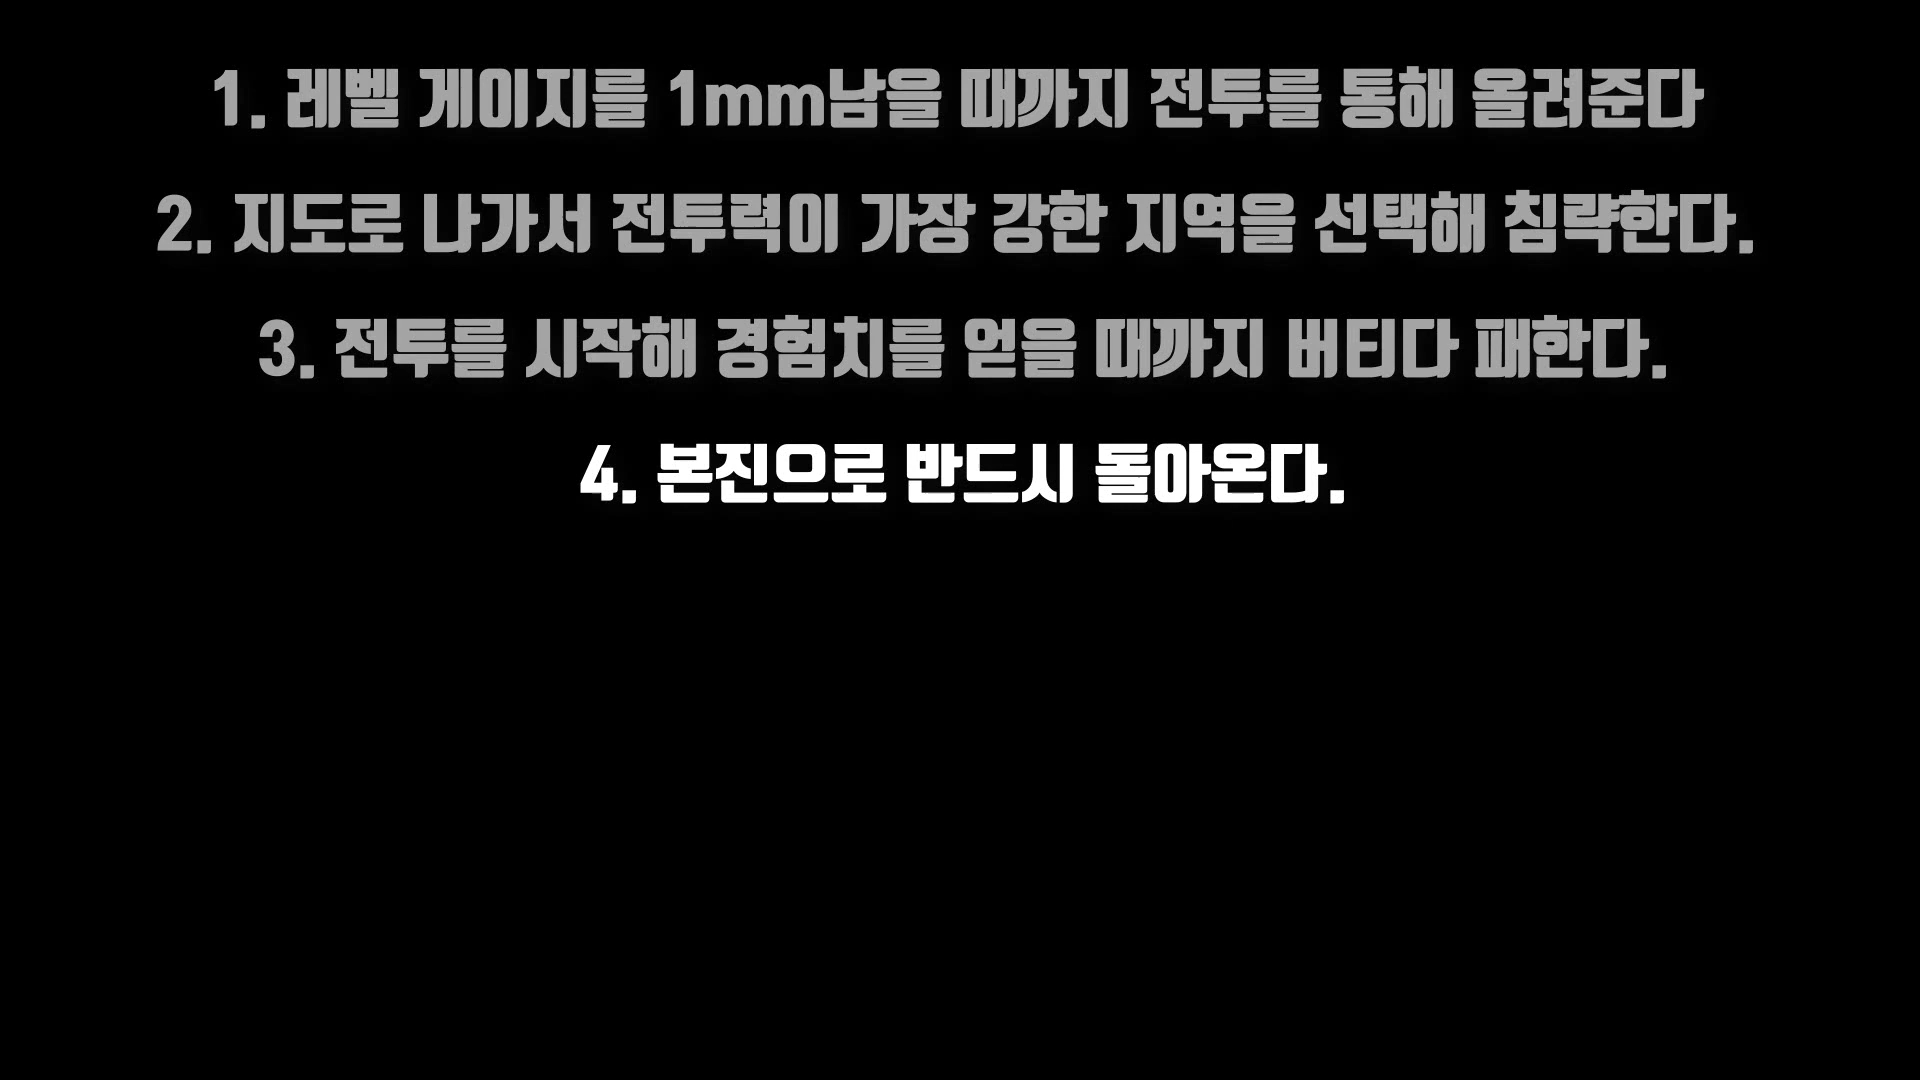 1. 레벨 게이지를 1mm남을 때까지 전투를 통해 올려준다
2. 지도로 나가서 전투력이 가장 강한 지역을 선택해 침략한다.
3. 전투를 시작해 경험치를 얻을 때까지 버티다 패한다.
4. 본진으로 반드시 돌아온다.